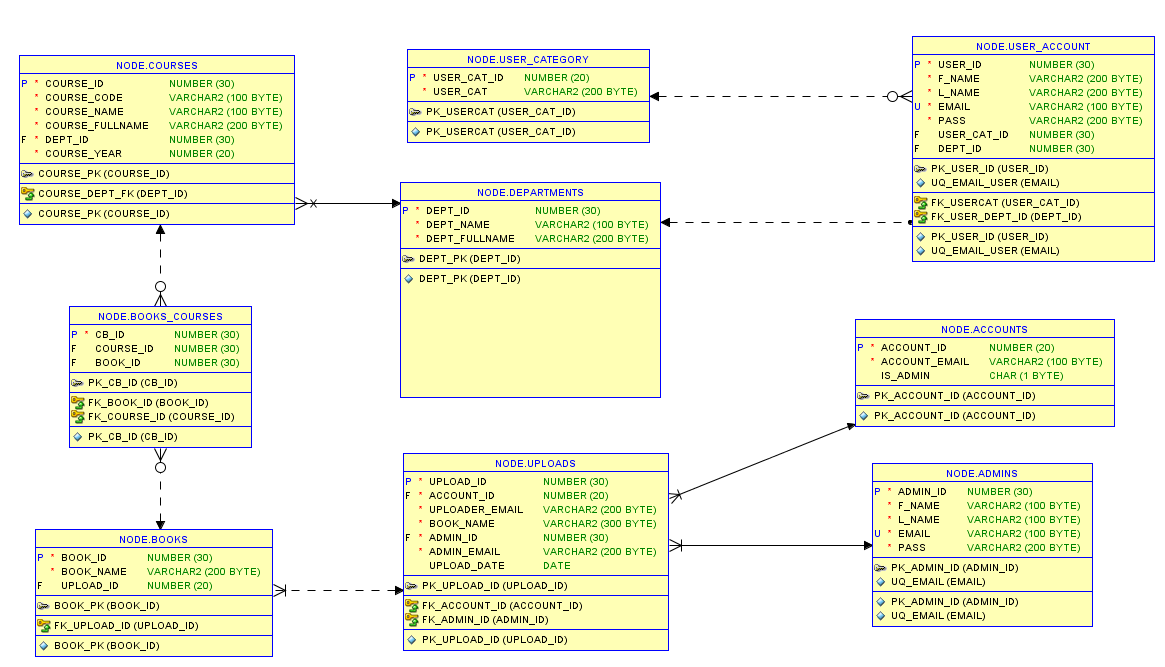 NODE.COURSES
P * COURSE_ID NUMBER (30)
* COURSE_CODE VARCHAR2 (100 BYTE)
* COURSE_NAME VARCHAR2 (100 BYTE)
* COURSE_FULLNAME VARCHAR2 (200 BYTE)
F * DEPT_ID NUMBER (30)
* COURSE_YEAR NUMBER (20)
COURSE_PK (COURSE_ID)
COURSE_DEPT_FK (DEPT_ID)
COURSE_PK (COURSE_ID)
NODE.USER_CATEGORY
P * USER_CAT_ID NUMBER (20)
* USER_CAT VARCHAR2 (200 BYTE)
PK_USERCAT (USER_CAT_ID)
PK_USERCAT (USER_CAT_ID)
NODE.USER_ACCOUNT
P * USER_ID NUMBER (30)
* F_NAME VARCHAR2 (200 BYTE)
* L_NAME VARCHAR2 (200 BYTE)
U * EMAIL VARCHAR2 (100 BYTE)
* PASS VARCHAR2 (200 BYTE)
F USER_CAT_ID NUMBER (30)
F DEPT_ID NUMBER (30)
PK_USER_ID (USER_ID)
UQ_EMAIL_USER (EMAIL)
FK_USERCAT (USER_CAT_ID)
FK_USER_DEPT_ID (DEPT_ID)
PK_USER_ID (USER_ID)
UQ_EMAIL_USER (EMAIL)
NODE.DEPARTMENTS
P * DEPT_ID NUMBER (30)
* DEPT_NAME VARCHAR2 (100 BYTE)
* DEPT_FULLNAME VARCHAR2 (200 BYTE)
DEPT_PK (DEPT_ID)
DEPT_PK (DEPT_ID)
NODE.BOOKS_COURSES
P * CB_ID NUMBER (30)
F COURSE_ID NUMBER (30)
F BOOK_ID NUMBER (30)
PK_CB_ID (CB_ID)
FK_BOOK_ID (BOOK_ID)
FK_COURSE_ID (COURSE_ID)
PK_CB_ID (CB_ID)
NODE.ACCOUNTS
P * ACCOUNT_ID NUMBER (20)
* ACCOUNT_EMAIL VARCHAR2 (100 BYTE)
IS_ADMIN CHAR (1 BYTE)
PK_ACCOUNT_ID (ACCOUNT_ID)
PK_ACCOUNT_ID (ACCOUNT_ID)
NODE.UPLOADS
P * UPLOAD_ID NUMBER (30)
F * ACCOUNT_ID NUMBER (20)
* UPLOADER_EMAIL VARCHAR2 (200 BYTE)
* BOOK_NAME VARCHAR2 (300 BYTE)
F * ADMIN_ID NUMBER (30)
* ADMIN_EMAIL VARCHAR2 (200 BYTE)
UPLOAD_DATE DATE
PK_UPLOAD_ID (UPLOAD_ID)
FK_ACCOUNT_ID (ACCOUNT_ID)
FK_ADMIN_ID (ADMIN_ID)
PK_UPLOAD_ID (UPLOAD_ID)
NODE.ADMINS
P * ADMIN_ID NUMBER (30)
* F_NAME VARCHAR2 (100 BYTE)
* L_NAME VARCHAR2 (100 BYTE)
U * EMAIL VARCHAR2 (100 BYTE)
* PASS VARCHAR2 (200 BYTE)
PK_ADMIN_ID (ADMIN_ID)
UQ_EMAIL (EMAIL)
PK_ADMIN_ID (ADMIN_ID)
UQ_EMAIL (EMAIL)
NODE.BOOKS
P * BOOK_ID NUMBER (30)
* BOOK_NAME VARCHAR2 (200 BYTE)
F UPLOAD_ID NUMBER (20)
BOOK_PK (BOOK_ID)
FK_UPLOAD_ID (UPLOAD_ID)
BOOK_PK (BOOK_ID)